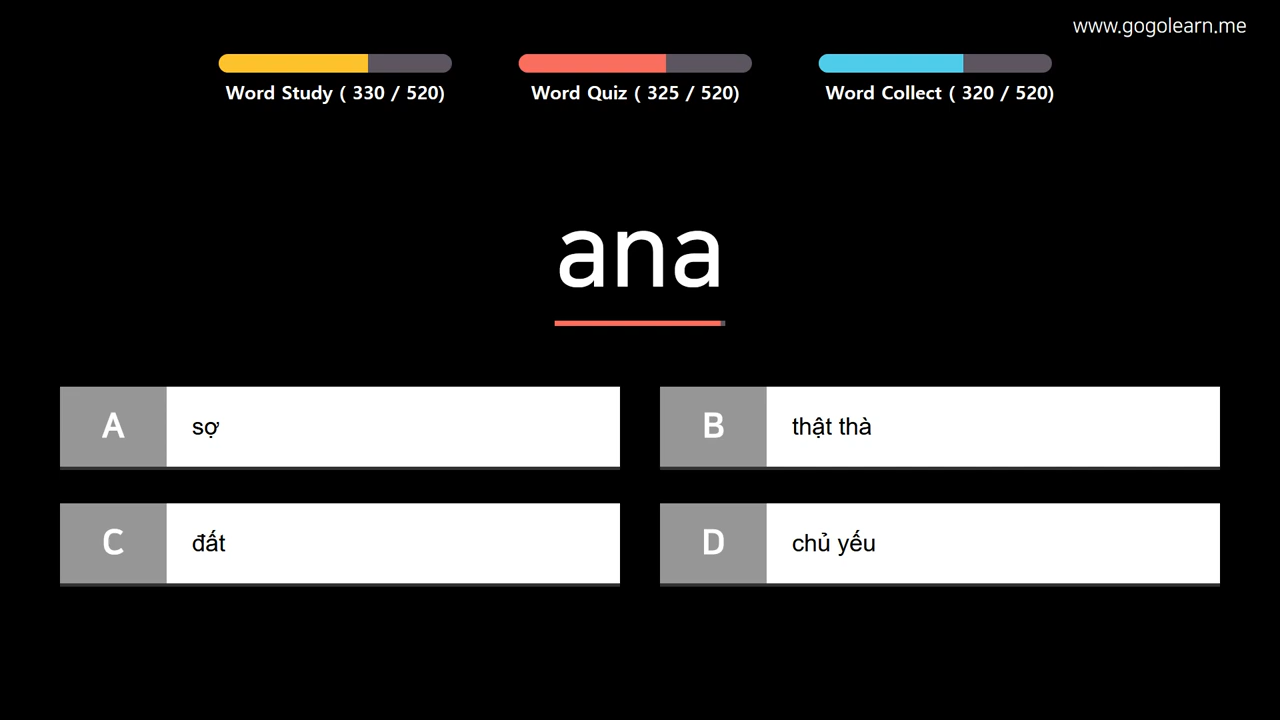 www.gogolearn.me
Word Study ( 330 / 520)
Word Quiz ( 325 / 520)
Word Collect ( 320 / 520)
ana
A sợ
B thật thà
C đất
D chủ yếu